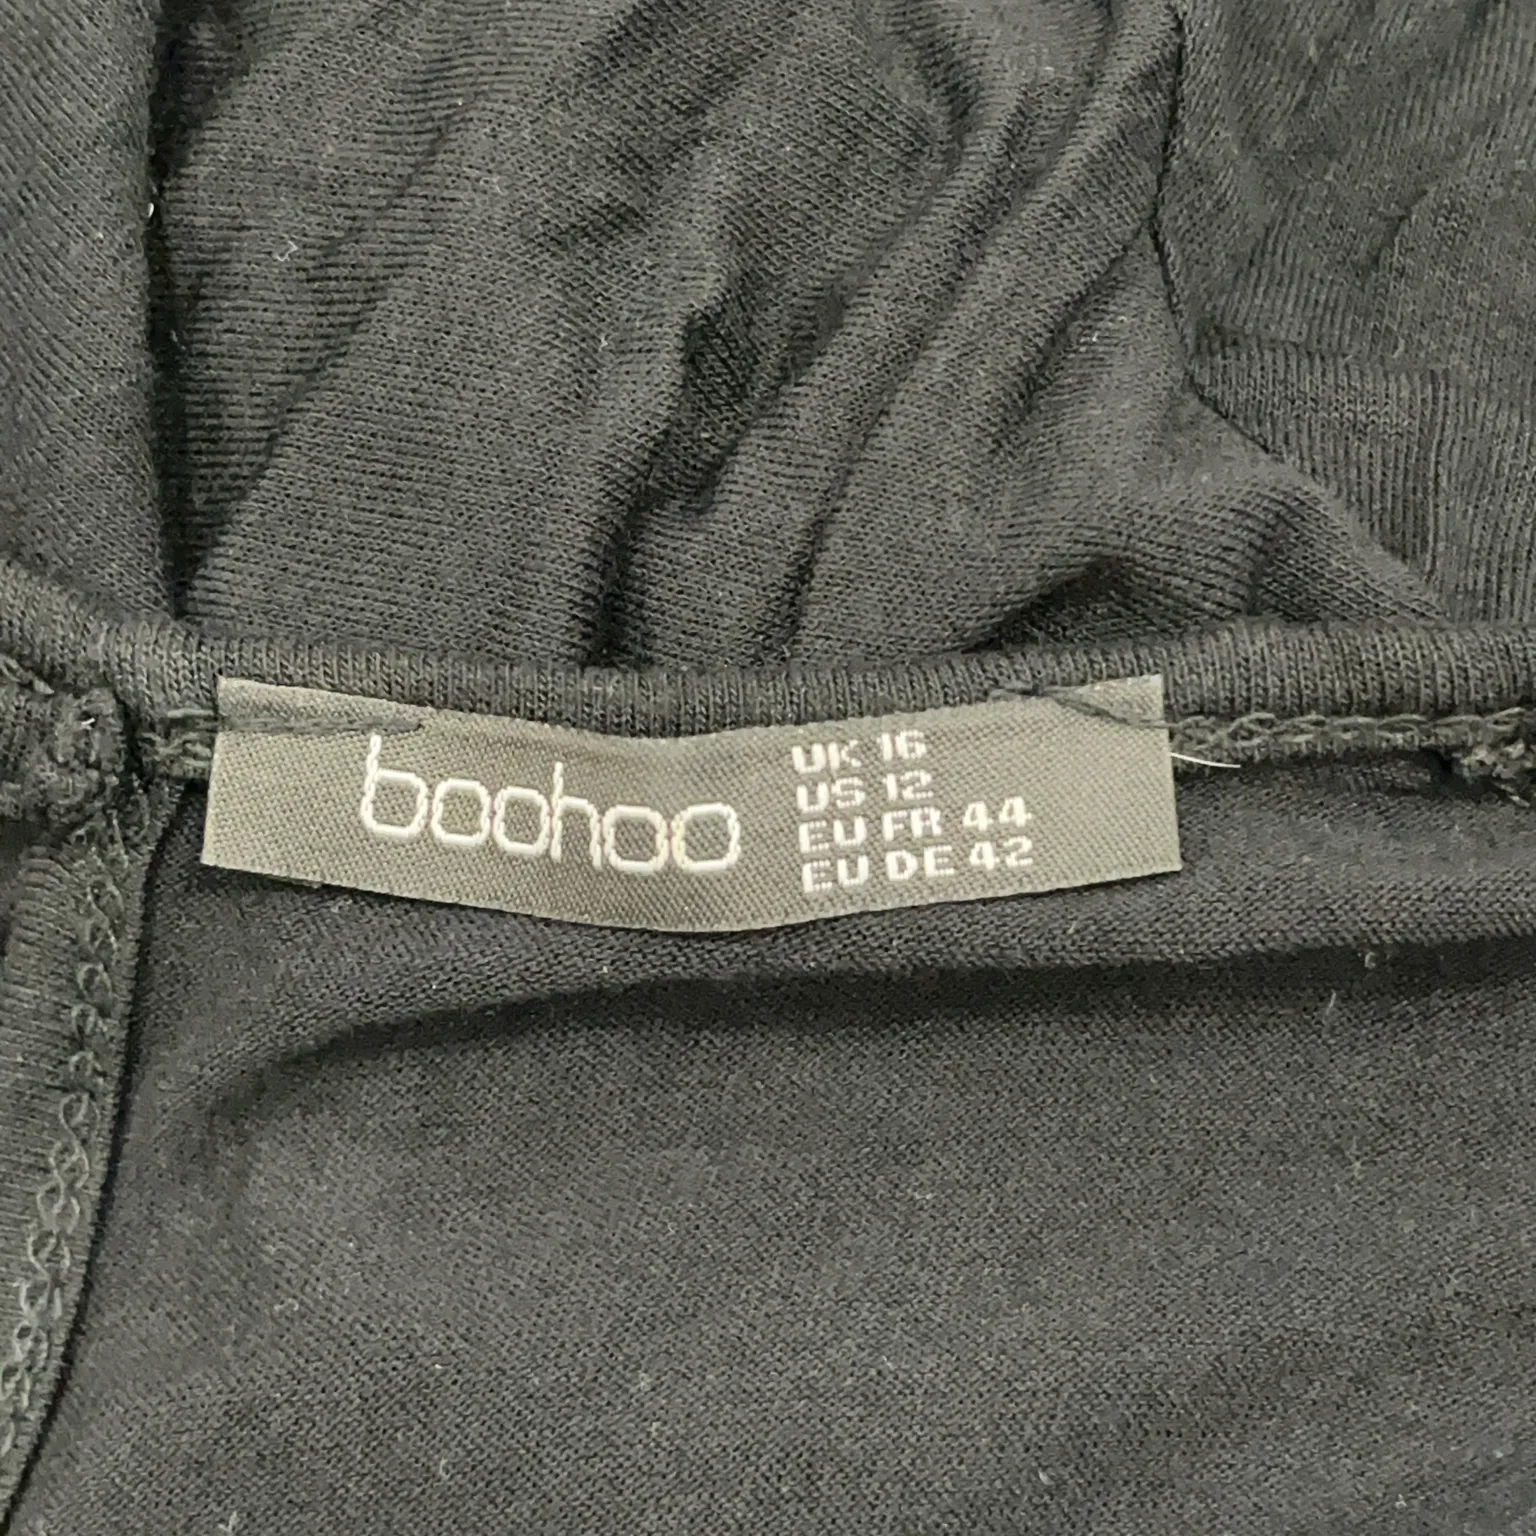 boohoo
UK 16
US 12
EU FR 44
EU DE 42